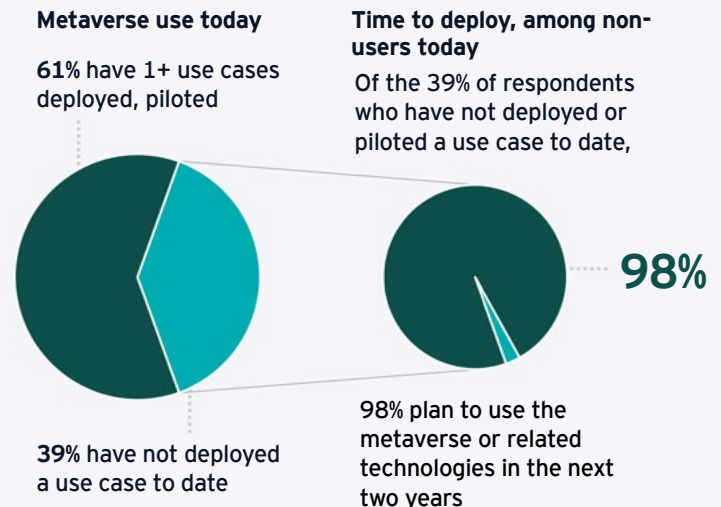 Metaverse use today
61% have 1+ use cases
deployed, piloted
39% have not deployed
a use case to date
Time to deploy, among non-
users today
Of the 39% of respondents
who have not deployed or
piloted a use case to date,
98%
98% plan to use the
metaverse or related
technologies in the next
two years